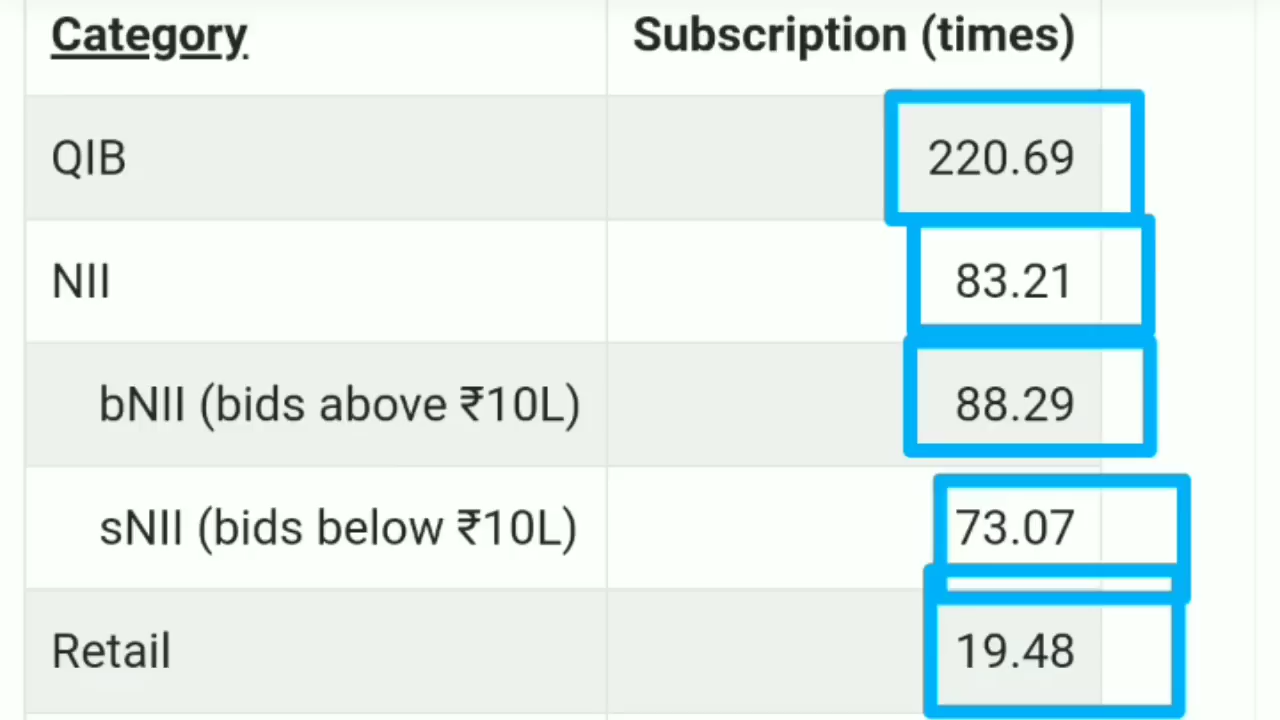 Category Subscription (times)
QIB 220.69
NII 83.21
bNII (bids above ₹10L) 88.29
sNII (bids below ₹10L) 73.07
Retail 19.48